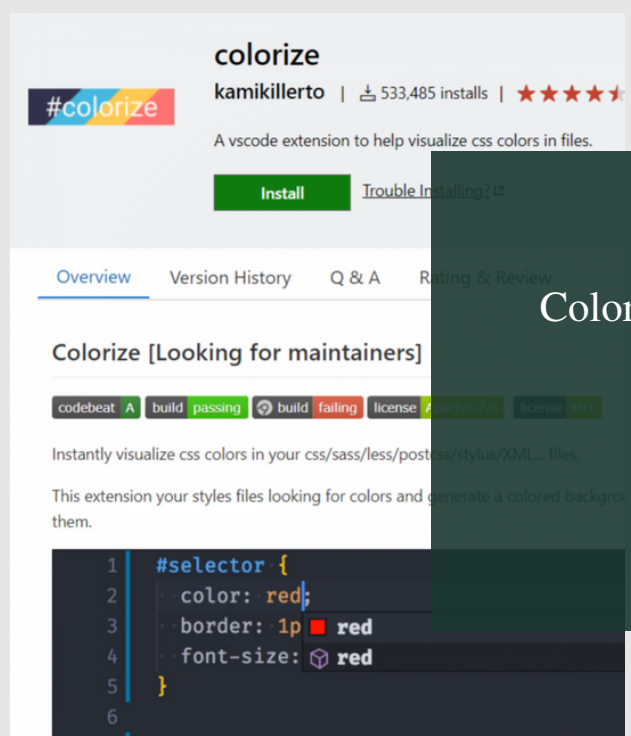 colorize
#colorize
kamikillerto | 533,485 installs |
A vscode extension to help visualize css colors in files.
Install Trouble Installing?
Overview Version History Q & A Rating & Review
Color
Colorize [Looking for maintainers]
codebeat A build passing build failing license Apache-2.0 license MIT
Instantly visualize css colors in your css/sass/less/postcss/stylus/XML... files.
This extension your styles files looking for colors and generate a colored backgrou
them.
1 #selector {
2 color: red;
3 border: 1p red
4 font-size: red
5 }
6